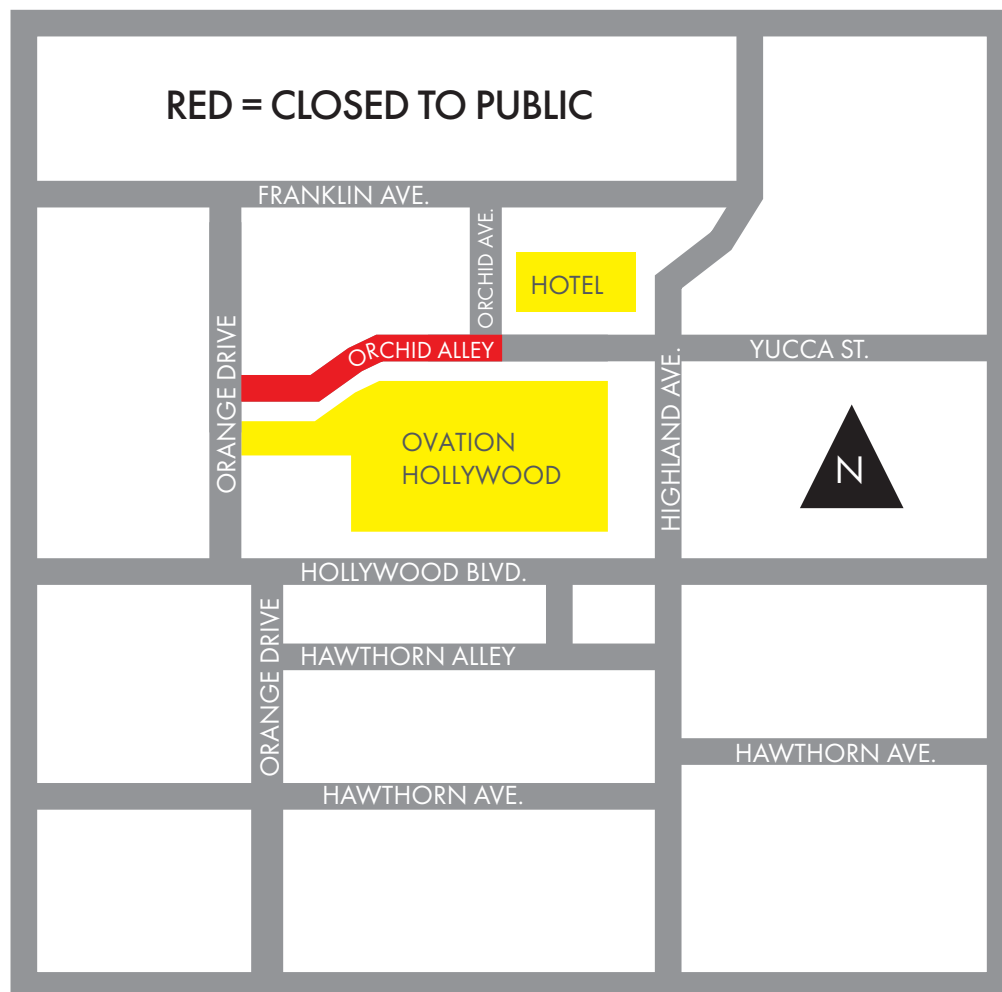 RED = CLOSED TO PUBLIC
FRANKLIN AVE.
ORCHID AVE.
HOTEL
ORANGE DRIVE
ORCHID ALLEY
YUCCA ST.
HIGHLAND AVE.
OVATION
HOLLYWOOD
N
HOLLYWOOD BLVD.
ORANGE DRIVE
HAWTHORN ALLEY
HAWTHORN AVE.
HAWTHORN AVE.